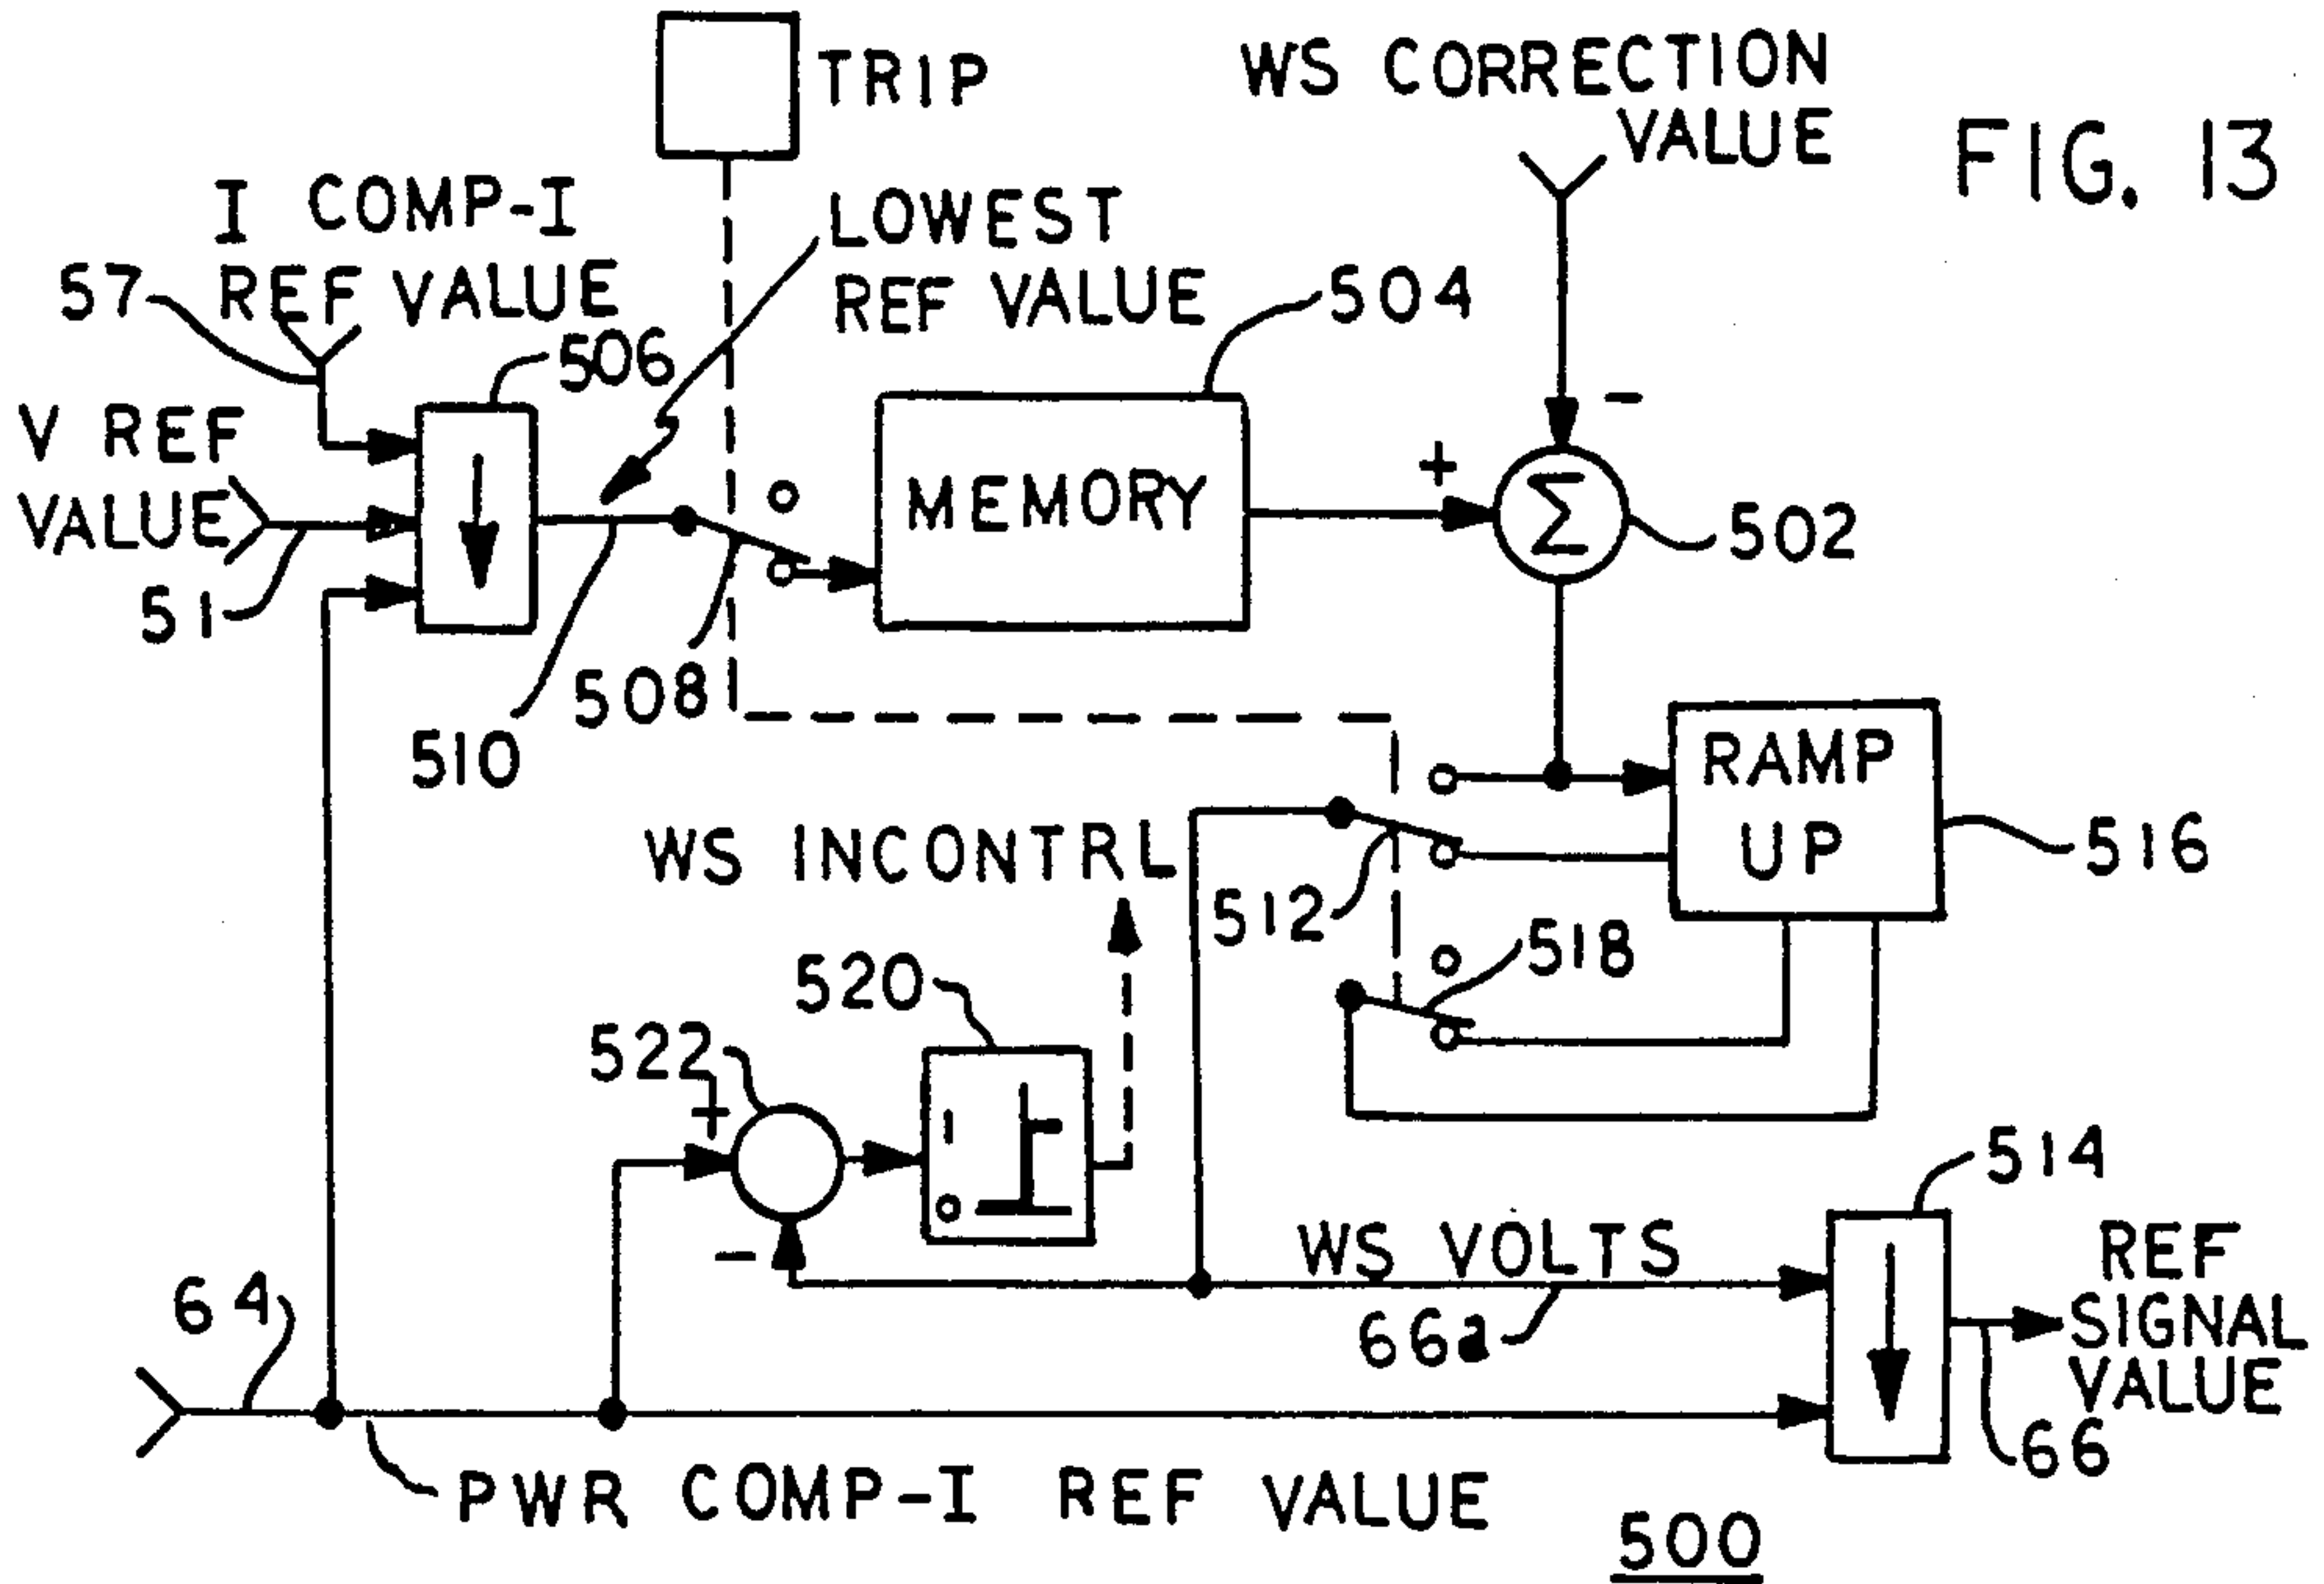 TRIP
WS CORRECTION
VALUE
FIG. 13
I COMP-I
REF VALUE
57
LOWEST
REF VALUE
504
506
V REF
VALUE
51
MEMORY
+
-
Σ
502
508
510
RAMP
UP
516
512
518
WS INCONTRL
520
522
+
-
1
0
514
WS VOLTS
66a
REF
SIGNAL
VALUE
66
64
PWR COMP-I REF VALUE
500